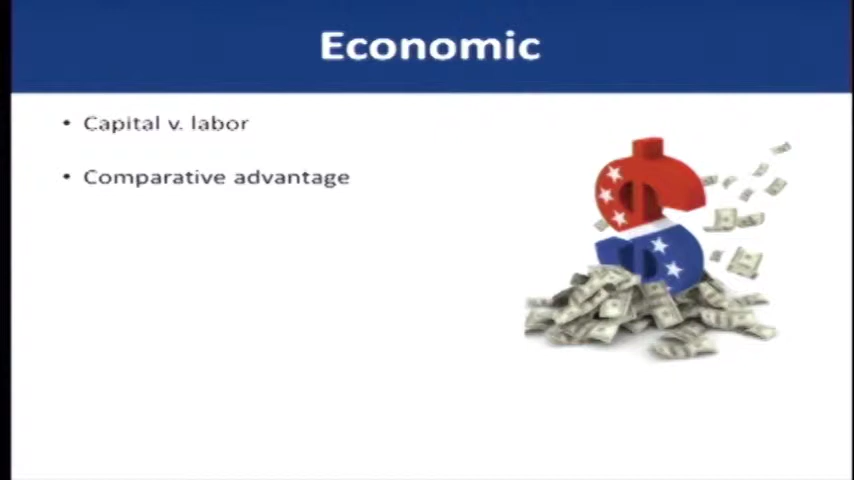 Economic
• Capital v. labor
• Comparative advantage